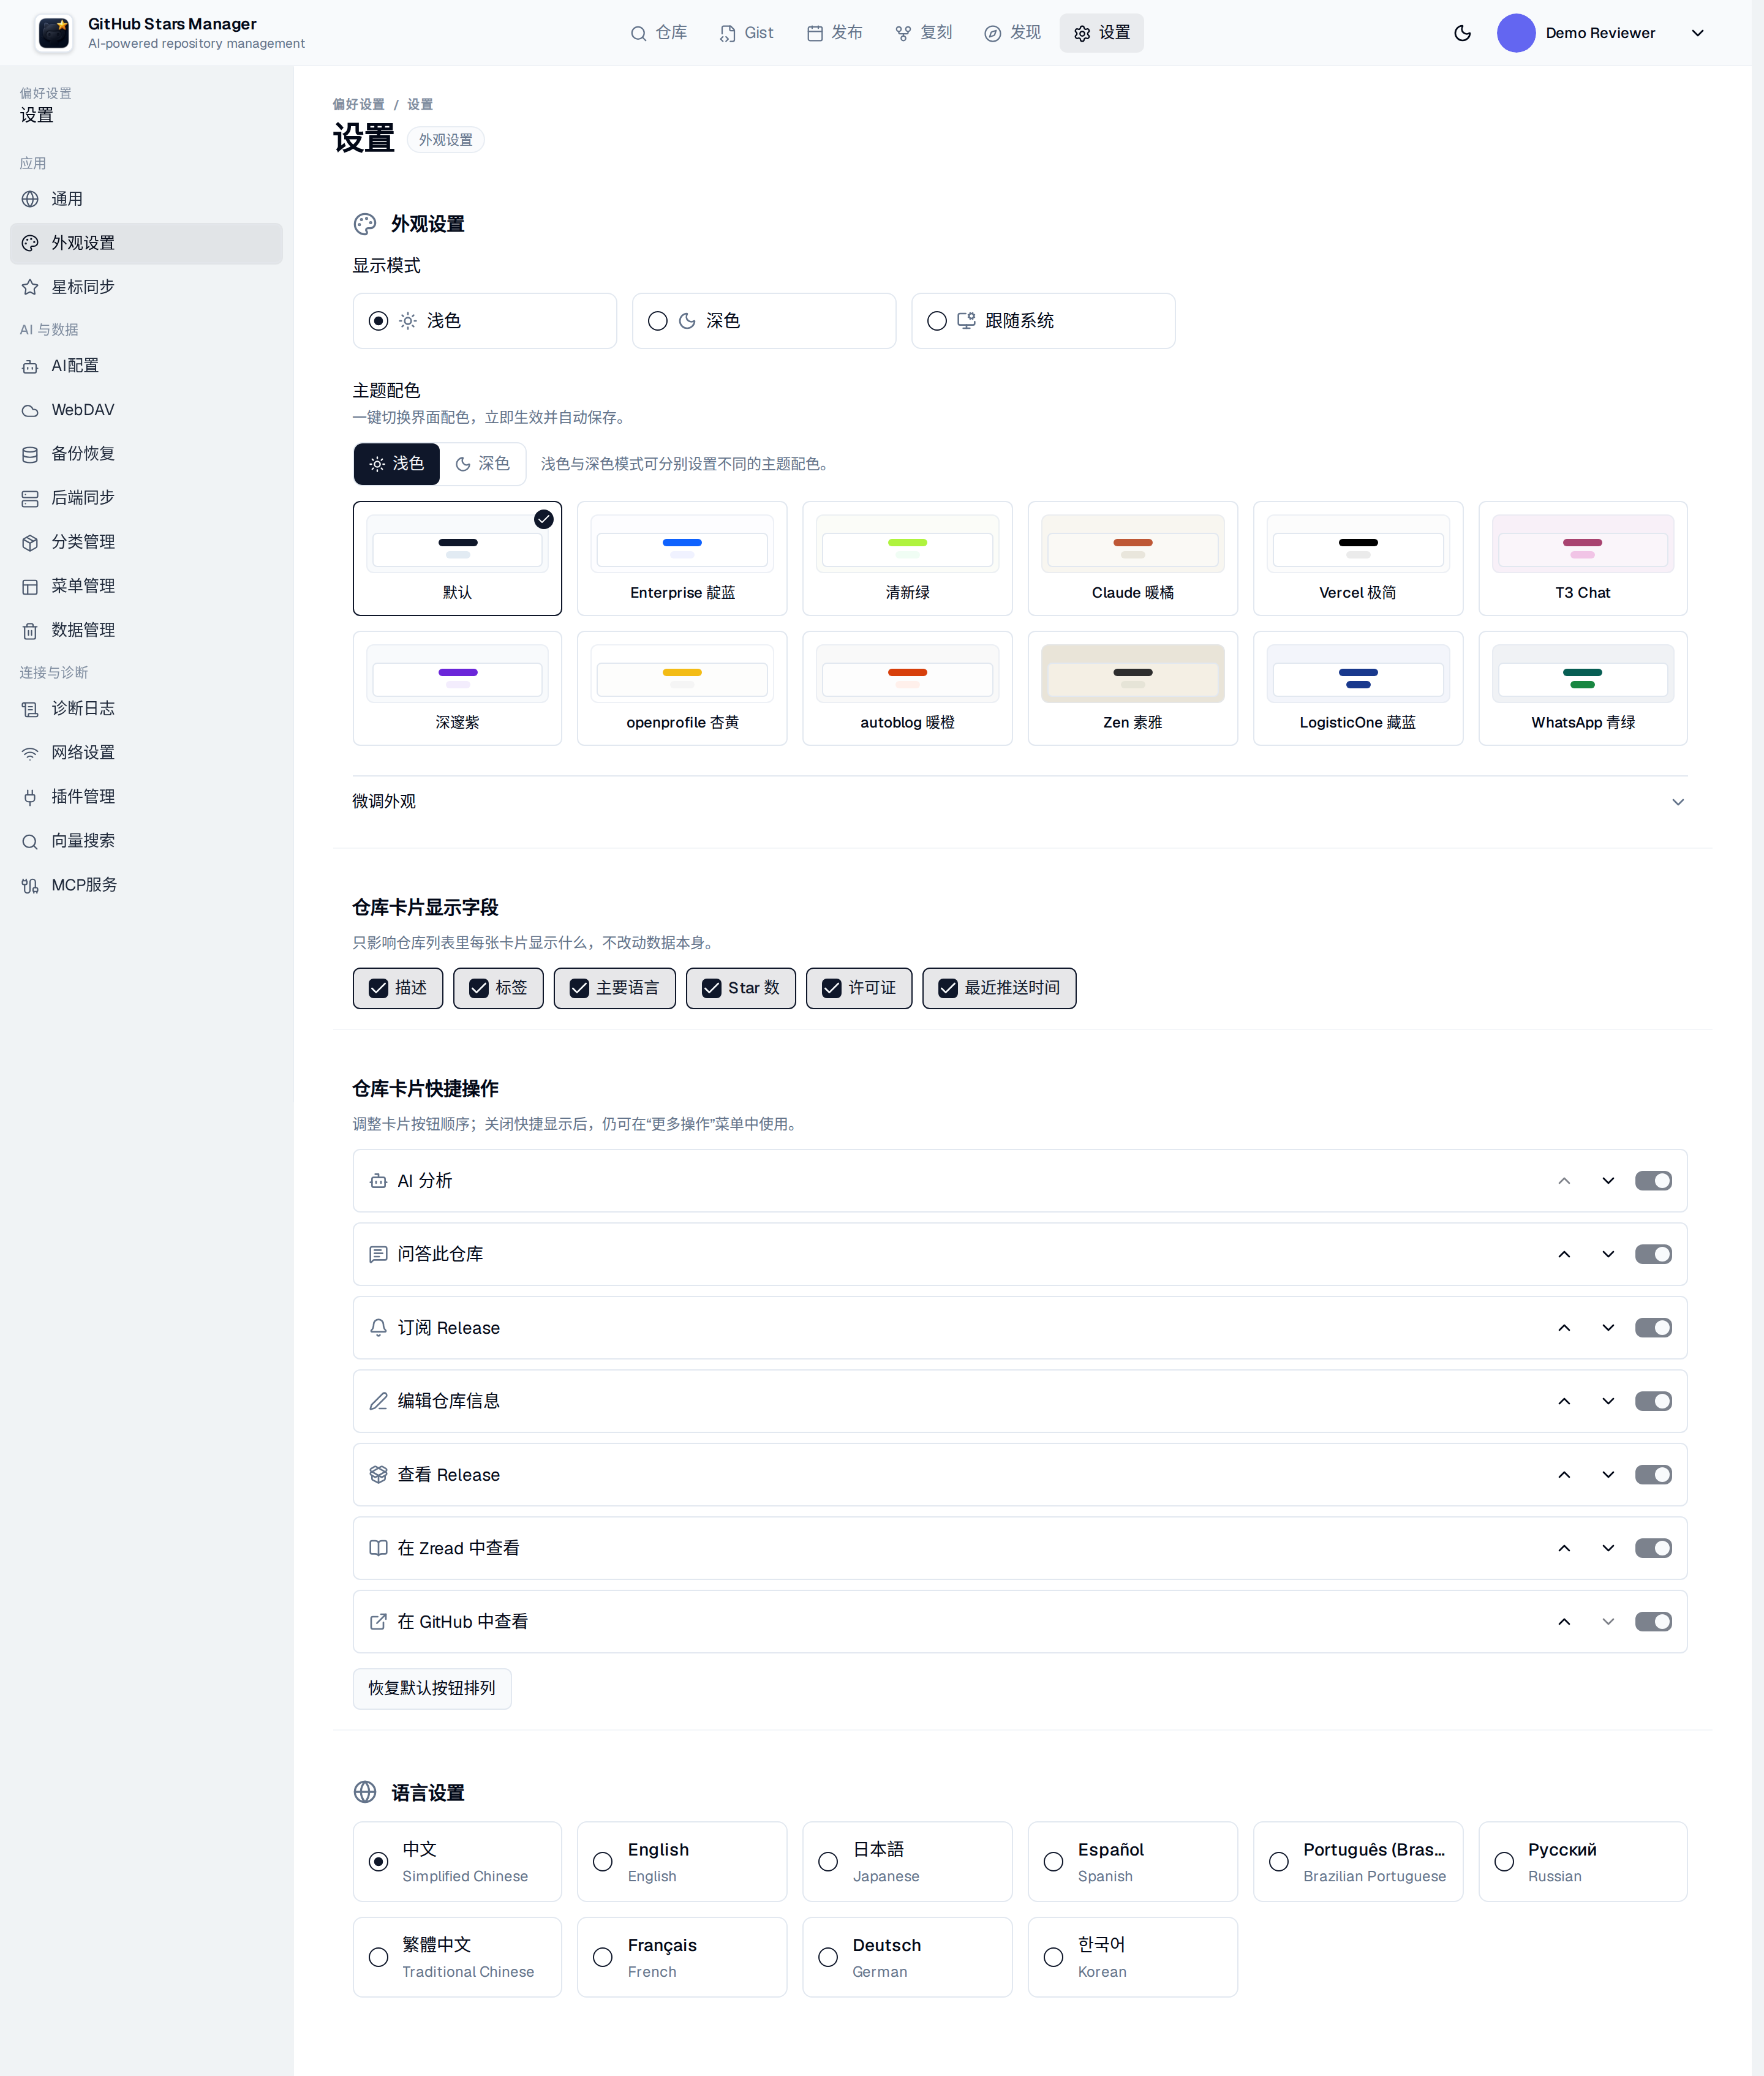 GitHub Stars Manager
AI-powered repository management
仓库
Gist
发布
复刻
发现
设置
Demo Reviewer
偏好设置
设置
应用
通用
外观设置
星标同步
AI 与数据
AI配置
WebDAV
备份恢复
后端同步
分类管理
菜单管理
数据管理
连接与诊断
诊断日志
网络设置
插件管理
向量搜索
MCP服务
偏好设置 / 设置
设置
外观设置
外观设置
显示模式
浅色
深色
跟随系统
主题配色
一键切换界面配色，立即生效并自动保存。
浅色
深色
浅色与深色模式可分别设置不同的主题配色。
默认
Enterprise 靛蓝
清新绿
Claude 暖橘
Vercel 极简
T3 Chat
深邃紫
openprofile 杏黄
autoblog 暖橙
Zen 素雅
LogisticOne 藏蓝
WhatsApp 青绿
微调外观
仓库卡片显示字段
只影响仓库列表里每张卡片显示什么，不改动数据本身。
描述
标签
主要语言
Star 数
许可证
最近推送时间
仓库卡片快捷操作
调整卡片按钮顺序；关闭快捷显示后，仍可在“更多操作”菜单中使用。
AI 分析
问答此仓库
订阅 Release
编辑仓库信息
查看 Release
在 Zread 中查看
在 GitHub 中查看
恢复默认按钮排列
语言设置
中文
Simplified Chinese
English
English
日本語
Japanese
Español
Spanish
Português (Bras...
Brazilian Portuguese
Русский
Russian
繁體中文
Traditional Chinese
Français
French
Deutsch
German
한국어
Korean